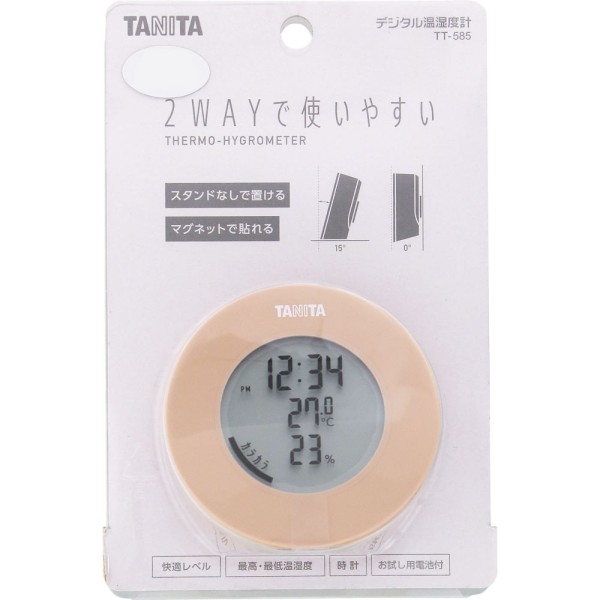 TANITA
デジタル温湿度計
TT-585
2WAYで使いやすい
THERMO-HYGROMETER
スタンドなしで置ける
マグネットで貼れる
15°
0°
TANITA
PM 12:34
27.0℃
23%
カラカラ
快適レベル
最高・最低温湿度
時計
お試し用電池付